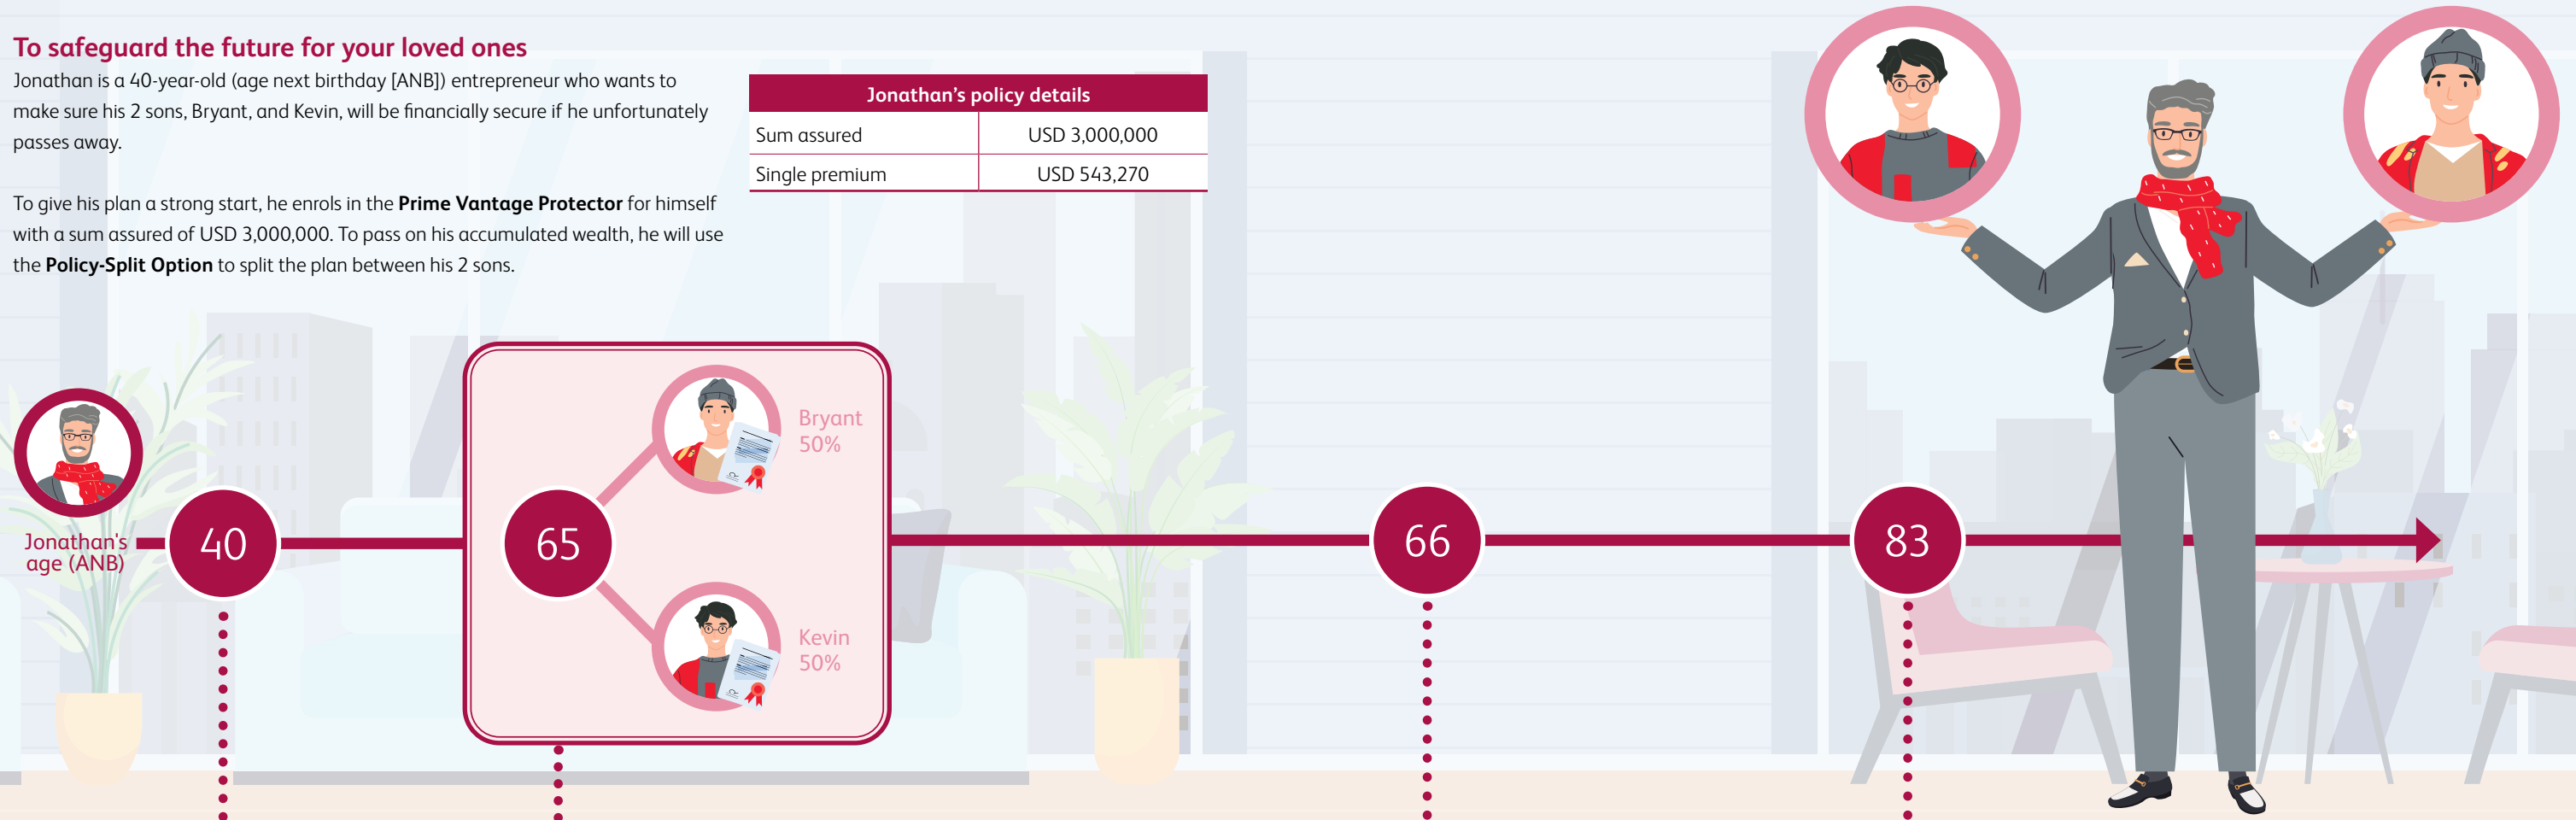 To safeguard the future for your loved ones
Jonathan is a 40-year-old (age next birthday [ANB]) entrepreneur who wants to
make sure his 2 sons, Bryant, and Kevin, will be financially secure if he unfortunately
passes away.
To give his plan a strong start, he enrols in the Prime Vantage Protector for himself
with a sum assured of USD 3,000,000. To pass on his accumulated wealth, he will use
the Policy-Split Option to split the plan between his 2 sons.
Jonathan's policy details
Sum assured USD 3,000,000
Single premium USD 543,270
Bryant
50%
Jonathan's
age (ANB)
40
65
66
83
Kevin
50%